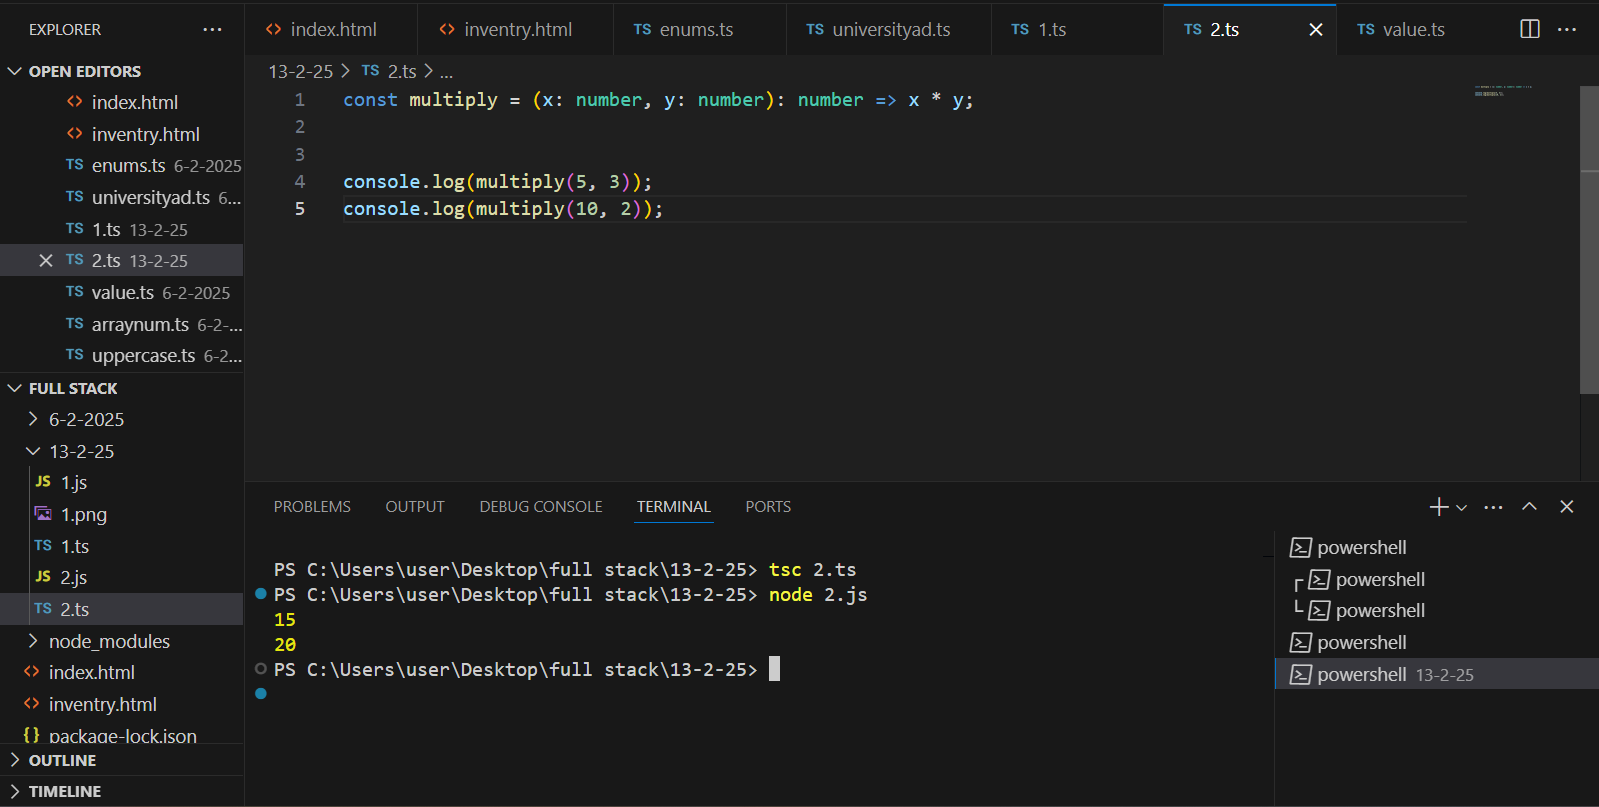 EXPLORER ···
OPEN EDITORS
<> index.html
<> inventry.html
TS enums.ts 6-2-2025
TS universityad.ts 6...
TS 1.ts 13-2-25
TS 2.ts 13-2-25
TS value.ts 6-2-2025
TS arraynum.ts 6-2-...
TS uppercase.ts 6-2...
FULL STACK
6-2-2025
13-2-25
JS 1.js
1.png
TS 1.ts
JS 2.js
TS 2.ts
node_modules
<> index.html
<> inventry.html
{} package-lock.json
OUTLINE
TIMELINE
<> index.html <> inventry.html TS enums.ts TS universityad.ts TS 1.ts TS 2.ts TS value.ts ···
13-2-25 > TS 2.ts > ...
1 const multiply = (x: number, y: number): number => x * y;
2
3
4 console.log(multiply(5, 3));
5 console.log(multiply(10, 2));
PROBLEMS OUTPUT DEBUG CONSOLE TERMINAL PORTS
PS C:\Users\user\Desktop\full stack\13-2-25> tsc 2.ts
PS C:\Users\user\Desktop\full stack\13-2-25> node 2.js
15
20
PS C:\Users\user\Desktop\full stack\13-2-25>
powershell
powershell
powershell
powershell
powershell 13-2-25